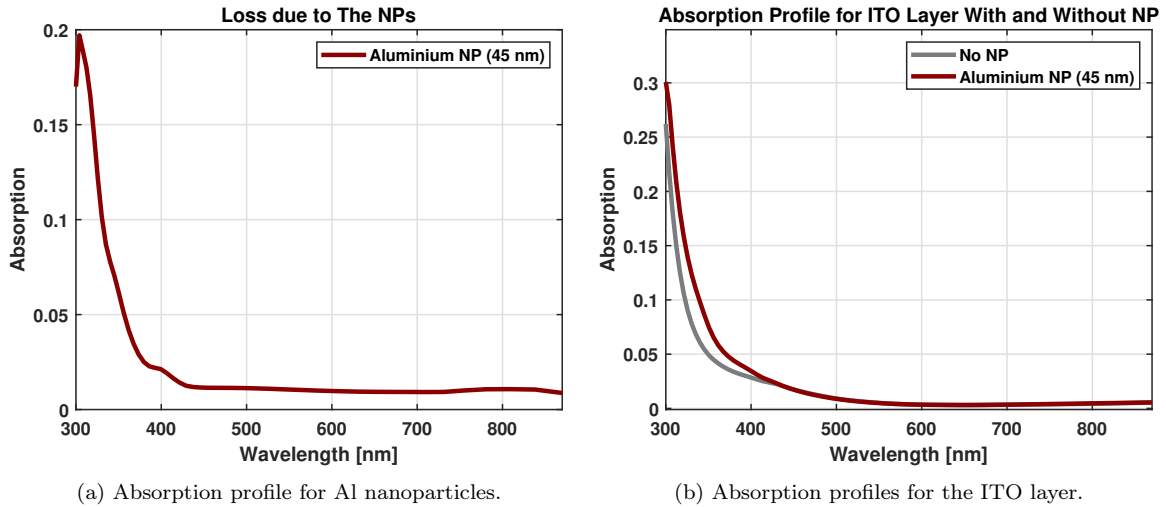 Loss due to The NPs
Aluminium NP (45 nm)
0.2
0.15
0.1
0.05
0
Absorption
300 400 500 600 700 800
Wavelength [nm]
(a) Absorption profile for Al nanoparticles.
Absorption Profile for ITO Layer With and Without NP
No NP
Aluminium NP (45 nm)
0.3
0.25
0.2
0.15
0.1
0.05
0
Absorption
300 400 500 600 700 800
Wavelength [nm]
(b) Absorption profiles for the ITO layer.